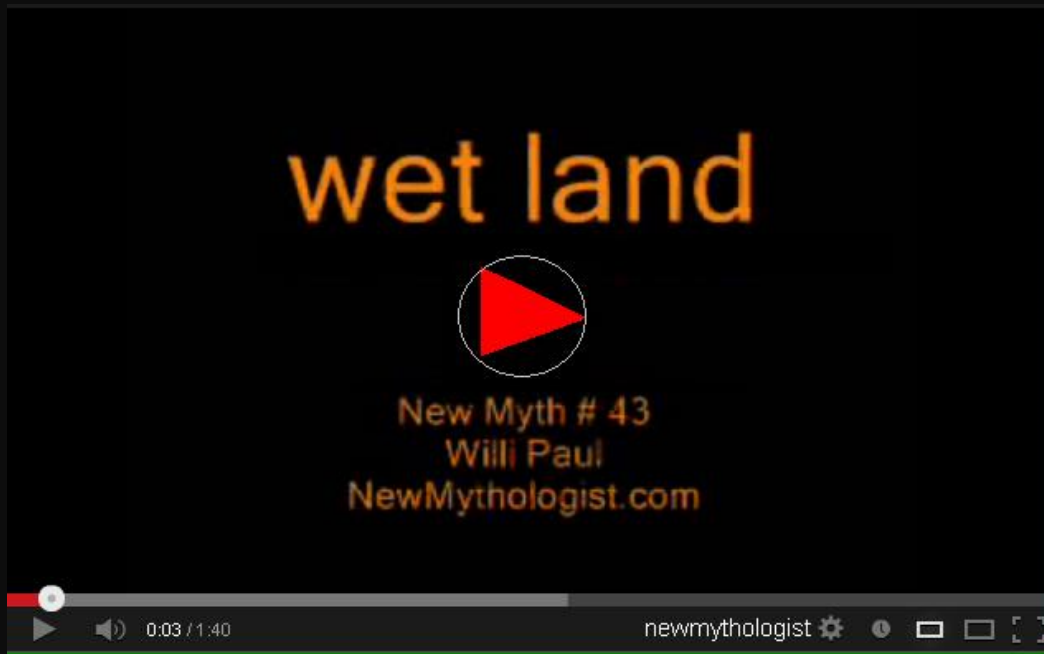 wet land
New Myth # 43
Willi Paul
NewMythologist.com
0:03 / 1:40
newmythologist